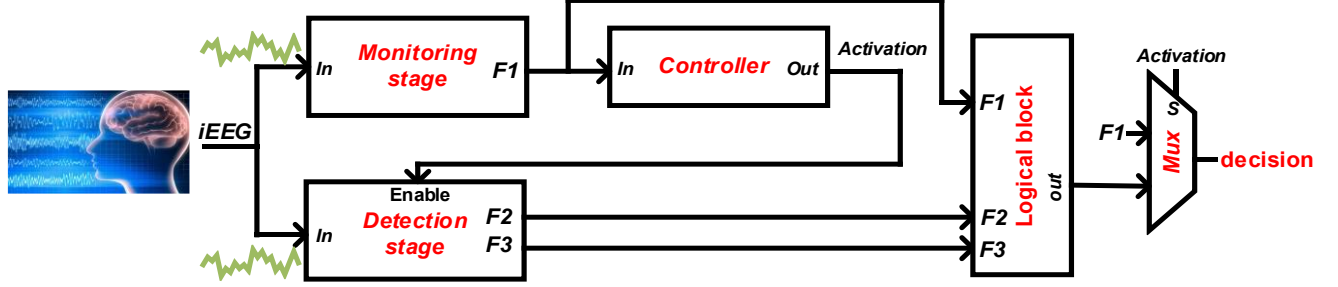 iEEG
In
Monitoring
stage
F1
In
Controller
Out
Activation
Enable
In
Detection
stage
F2
F3
F1
F2
F3
Logical block
out
Activation
S
F1
Mux
decision